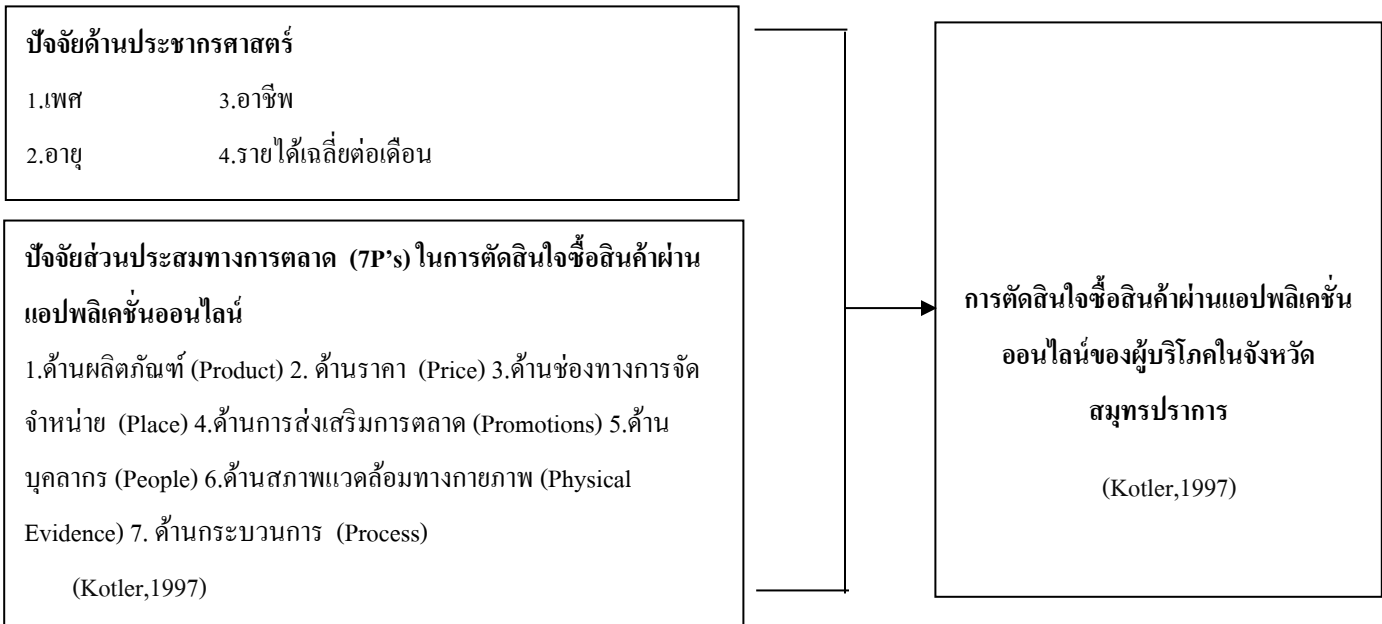 ปัจจัยด้านประชากรศาสตร์
1.เพศ 3.อาชีพ
2.อายุ 4.รายได้เฉลี่ยต่อเดือน
ปัจจัยส่วนประสมทางการตลาด (7P’s) ในการตัดสินใจซื้อสินค้าผ่าน
แอปพลิเคชั่นออนไลน์
1.ด้านผลิตภัณฑ์ (Product) 2. ด้านราคา (Price) 3.ด้านช่องทางการจัด
จำหน่าย (Place) 4.ด้านการส่งเสริมการตลาด (Promotions) 5.ด้าน
บุคลากร (People) 6.ด้านสภาพแวดล้อมทางกายภาพ (Physical
Evidence) 7. ด้านกระบวนการ (Process)
(Kotler,1997)
การตัดสินใจซื้อสินค้าผ่านแอปพลิเคชั่น
ออนไลน์ของผู้บริโภคในจังหวัด
สมุทรปราการ
(Kotler,1997)